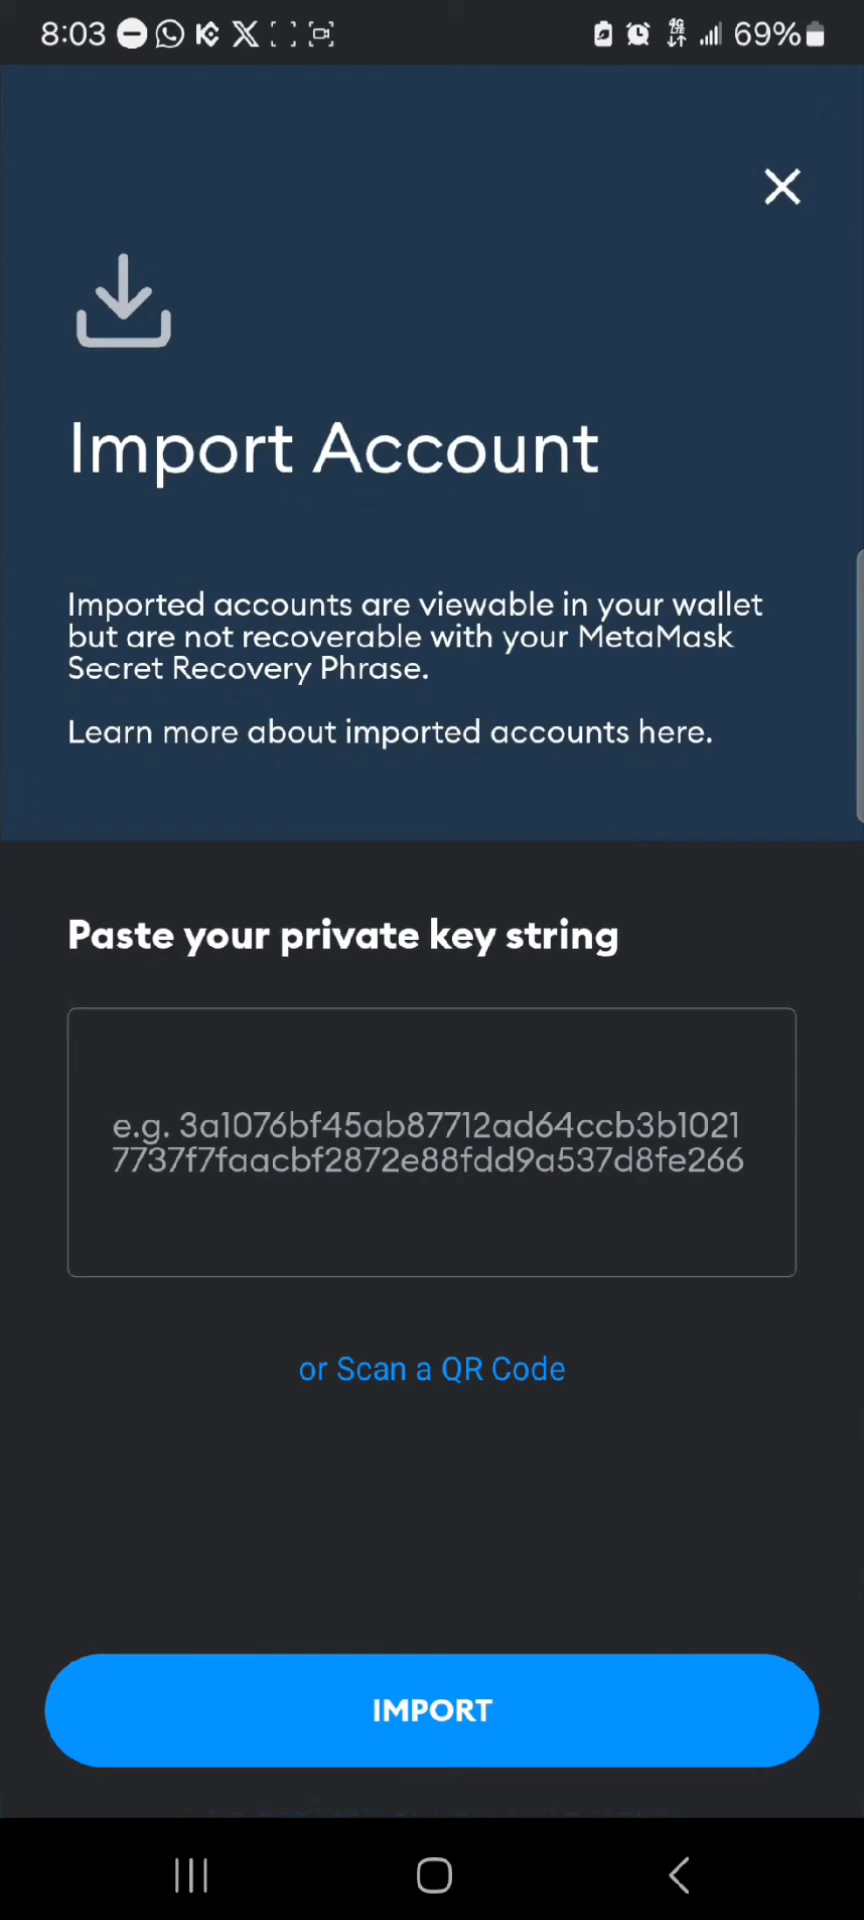 8:03 69%
Import Account
Imported accounts are viewable in your wallet
but are not recoverable with your MetaMask
Secret Recovery Phrase.
Learn more about imported accounts here.
Paste your private key string
e.g. 3a1076bf45ab87712ad64ccb3b1021
7737f7faacbf2872e88fdd9a537d8fe266
or Scan a QR Code
IMPORT